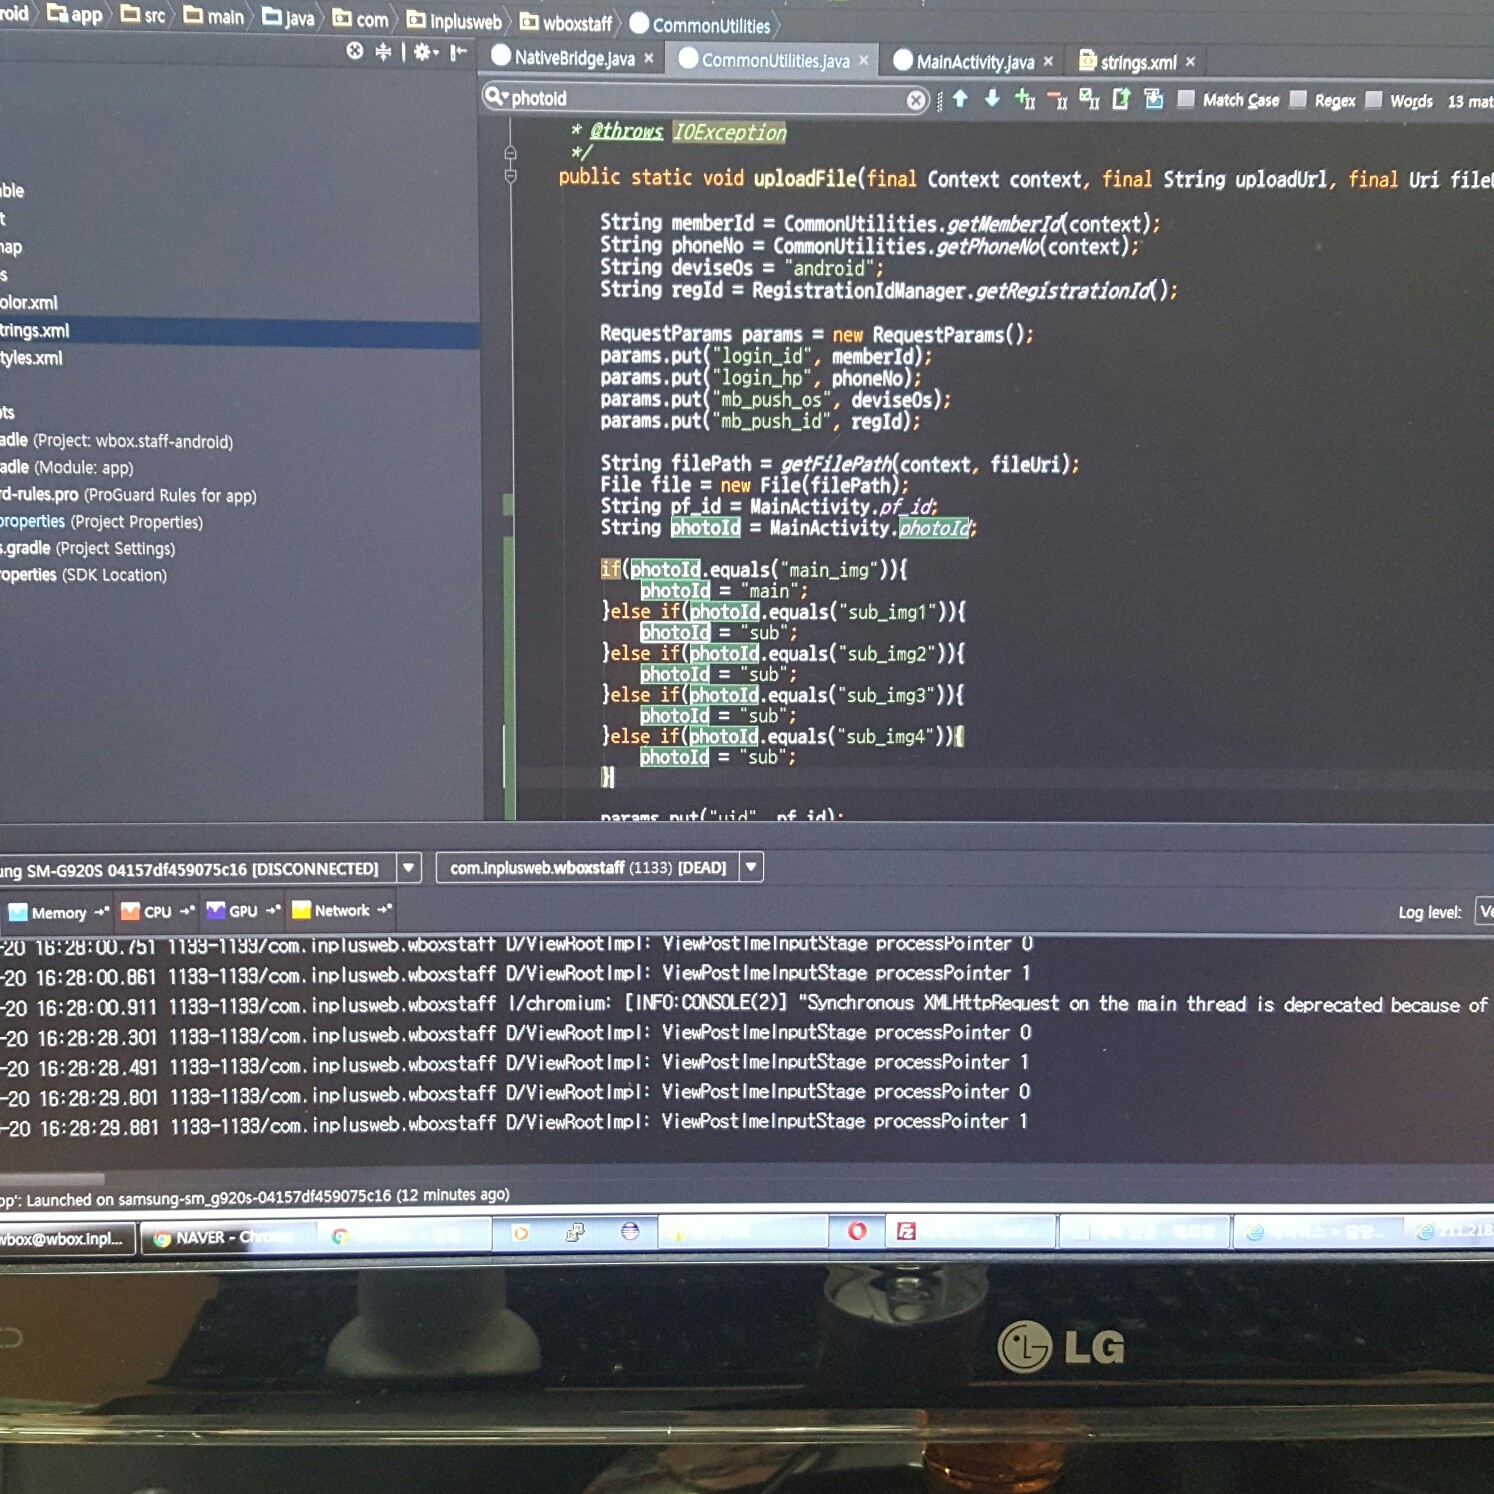 app src main java com inplusweb wboxstaff CommonUtilities
NativeBridge.java CommonUtilities.java MainActivity.java strings.xml
photoid Match Case Regex Words 13
* @throws IOException
*/
public static void uploadFile(final Context context, final String uploadUrl, final Uri
String memberId = CommonUtilities.getMemberId(context);
String phoneNo = CommonUtilities.getPhoneNo(context);
String deviseOs = "android";
String regId = RegistrationIdManager.getRegistrationId();
RequestParams params = new RequestParams();
params.put("login_id", memberId);
params.put("login_hp", phoneNo);
params.put("mb_push_os", deviseOs);
params.put("mb_push_id", regId);
String filePath = getFilePath(context, fileUri);
File file = new File(filePath);
String pf_id = MainActivity.pf_id;
String photoId = MainActivity.photoId;
if(photoId.equals("main_img")){
photoId = "main";
}else if(photoId.equals("sub_img1")){
photoId = "sub";
}else if(photoId.equals("sub_img2")){
photoId = "sub";
}else if(photoId.equals("sub_img3")){
photoId = "sub";
}else if(photoId.equals("sub_img4")){
photoId = "sub";
}
params.put("uid", pf_id);
olor.xml
trings.xml
tyles.xml
adle (Project: wbox.staff-android)
adle (Module: app)
rd-rules.pro (ProGuard Rules for app)
properties (Project Properties)
s.gradle (Project Settings)
operties (SDK Location)
ung SM-G920S 04157df459075c16 [DISCONNECTED] com.inplusweb.wboxstaff (1133) [DEAD]
Memory CPU GPU Network Log level:
-20 16:28:00.751 1133-1133/com.inplusweb.wboxstaff D/ViewRootImpl: ViewPostImeInputStage processPointer 0
-20 16:28:00.861 1133-1133/com.inplusweb.wboxstaff D/ViewRootImpl: ViewPostImeInputStage processPointer 1
-20 16:28:00.911 1133-1133/com.inplusweb.wboxstaff I/chromium: [INFO:CONSOLE(2)] "Synchronous XMLHttpRequest on the main thread is deprecated because of
-20 16:28:28.301 1133-1133/com.inplusweb.wboxstaff D/ViewRootImpl: ViewPostImeInputStage processPointer 0
-20 16:28:28.491 1133-1133/com.inplusweb.wboxstaff D/ViewRootImpl: ViewPostImeInputStage processPointer 1
-20 16:28:29.801 1133-1133/com.inplusweb.wboxstaff D/ViewRootImpl: ViewPostImeInputStage processPointer 0
-20 16:28:29.881 1133-1133/com.inplusweb.wboxstaff D/ViewRootImpl: ViewPostImeInputStage processPointer 1
pp': Launched on samsung-sm_g920s-04157df459075c16 (12 minutes ago)
wbox@wbox.inpl... NAVER - Chrome 211.218
LG